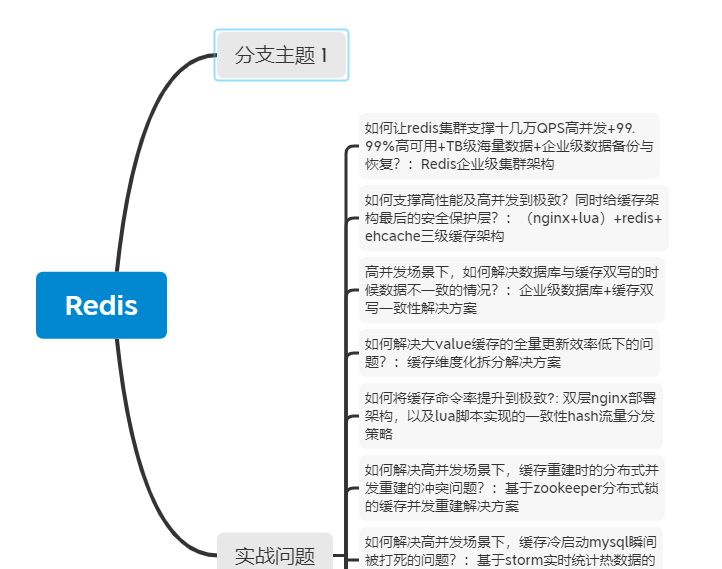 分支主题 1
如何让redis集群支撑十几万QPS高并发+99.
99%高可用+TB级海量数据+企业级数据备份与
恢复？：Redis企业级集群架构
如何支撑高性能及高并发到极致？同时给缓存架
构最后的安全保护层？：（nginx+lua）+redis+
ehcache三级缓存架构
高并发场景下，如何解决数据库与缓存双写的时
候数据不一致的情况？：企业级数据库+缓存双
写一致性解决方案
Redis
如何解决大value缓存的全量更新效率低下的问
题？：缓存维度化拆分解决方案
如何将缓存命令率提升到极致?: 双层nginx部署
架构，以及lua脚本实现的一致性hash流量分发
策略
如何解决高并发场景下，缓存重建时的分布式并
发重建的冲突问题？：基于zookeeper分布式锁
的缓存并发重建解决方案
实战问题
如何解决高并发场景下，缓存冷启动mysql瞬间
被打死的问题？：基于storm实时统计热数据的